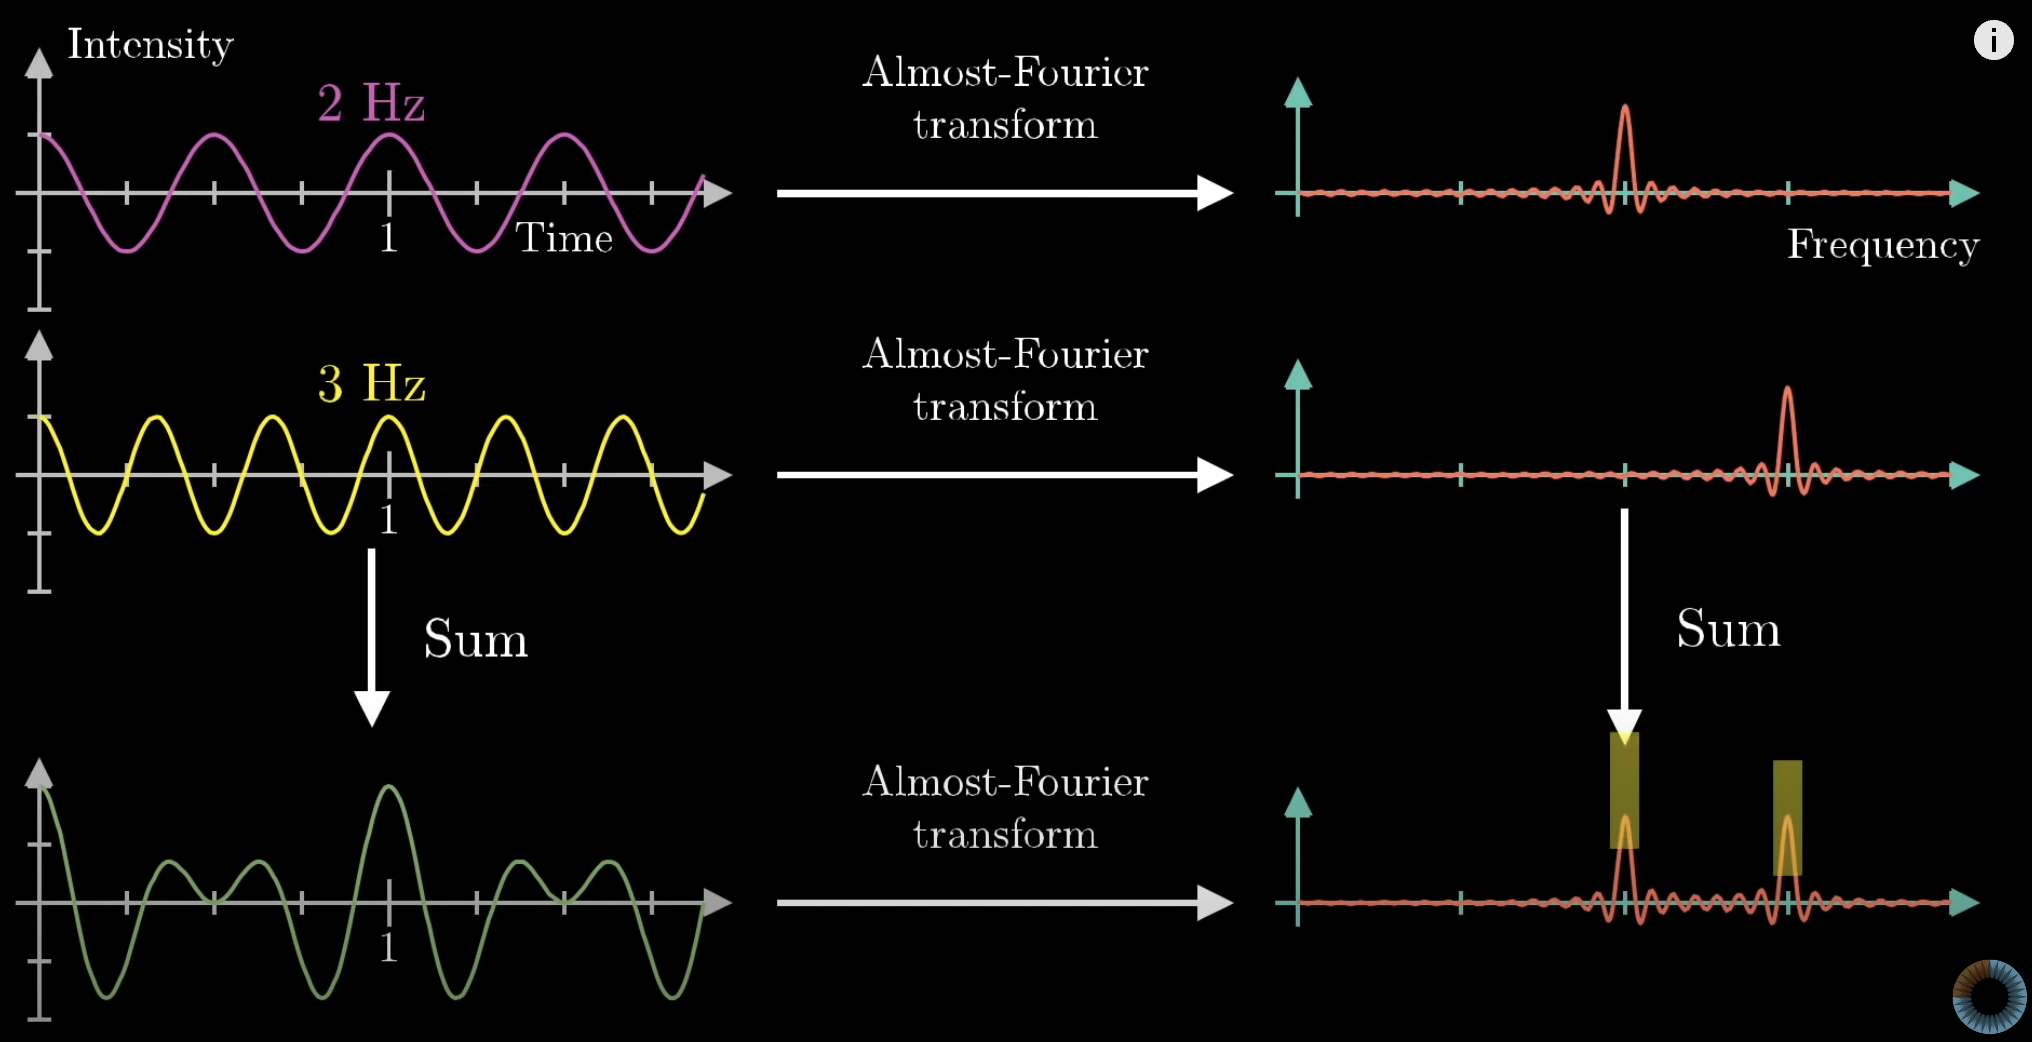 Intensity
2 Hz
Almost-Fourier
transform
1
Time
Frequency
3 Hz
Almost-Fourier
transform
1
Sum
Sum
Almost-Fourier
transform
1
i